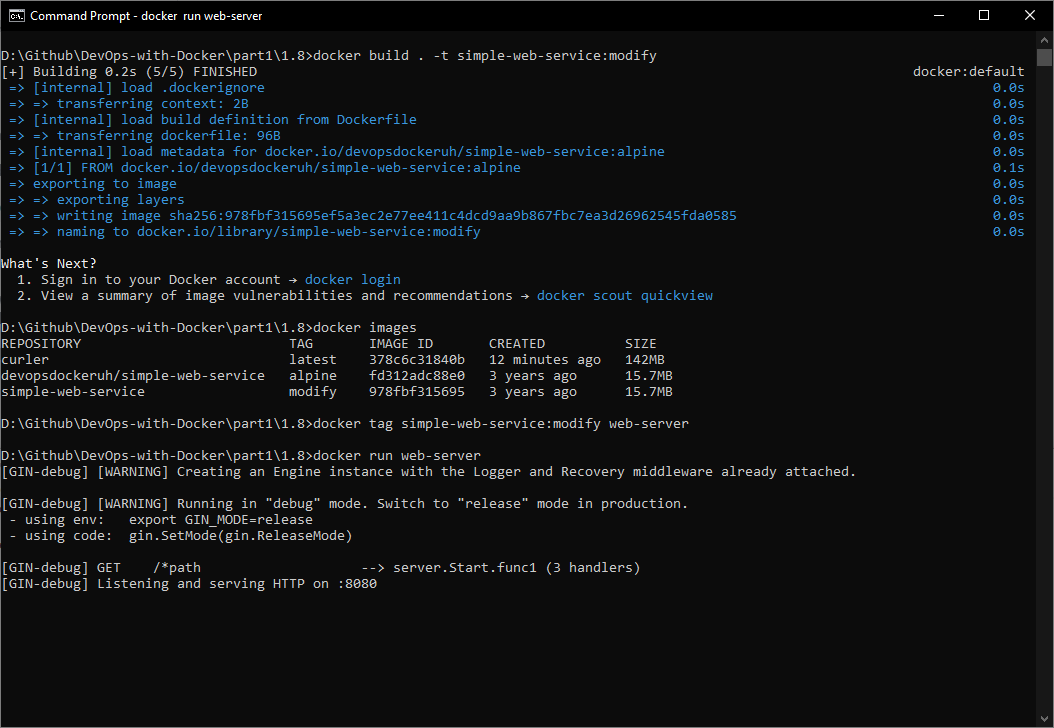 Command Prompt - docker run web-server
D:\Github\DevOps-with-Docker\part1\1.8>docker build . -t simple-web-service:modify
[+] Building 0.2s (5/5) FINISHED docker:default
=> [internal] load .dockerignore 0.0s
=> => transferring context: 2B 0.0s
=> [internal] load build definition from Dockerfile 0.0s
=> => transferring dockerfile: 96B 0.0s
=> [internal] load metadata for docker.io/devopsdockeruh/simple-web-service:alpine 0.0s
=> [1/1] FROM docker.io/devopsdockeruh/simple-web-service:alpine 0.1s
=> exporting to image 0.0s
=> => exporting layers 0.0s
=> => writing image sha256:978fbf315695ef5a3ec2e77ee411c4dcd9aa9b867fbc7ea3d26962545fda0585 0.0s
=> => naming to docker.io/library/simple-web-service:modify 0.0s
What's Next?
1. Sign in to your Docker account → docker login
2. View a summary of image vulnerabilities and recommendations → docker scout quickview
D:\Github\DevOps-with-Docker\part1\1.8>docker images
REPOSITORY TAG IMAGE ID CREATED SIZE
curler latest 378c6c31840b 12 minutes ago 142MB
devopsdockeruh/simple-web-service alpine fd312adc88e0 3 years ago 15.7MB
simple-web-service modify 978fbf315695 3 years ago 15.7MB
D:\Github\DevOps-with-Docker\part1\1.8>docker tag simple-web-service:modify web-server
D:\Github\DevOps-with-Docker\part1\1.8>docker run web-server
[GIN-debug] [WARNING] Creating an Engine instance with the Logger and Recovery middleware already attached.
[GIN-debug] [WARNING] Running in "debug" mode. Switch to "release" mode in production.
- using env: export GIN_MODE=release
- using code: gin.SetMode(gin.ReleaseMode)
[GIN-debug] GET /*path --> server.Start.func1 (3 handlers)
[GIN-debug] Listening and serving HTTP on :8080